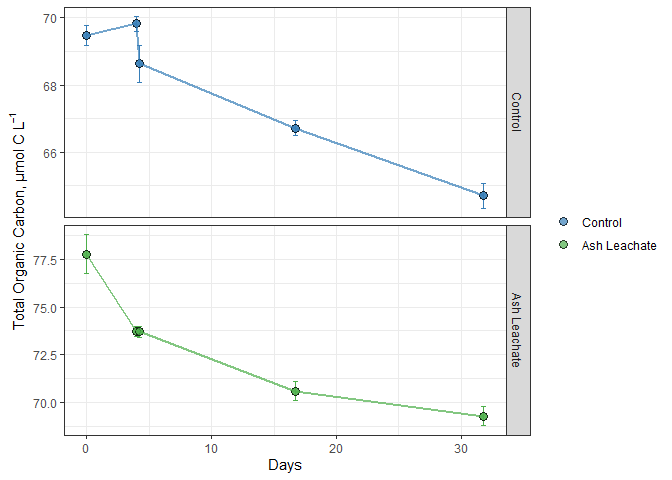 Total Organic Carbon, μmol C L⁻¹
70
68
66
Control
77.5
75.0
72.5
70.0
Ash Leachate
0
10
20
30
Days
Control
Ash Leachate